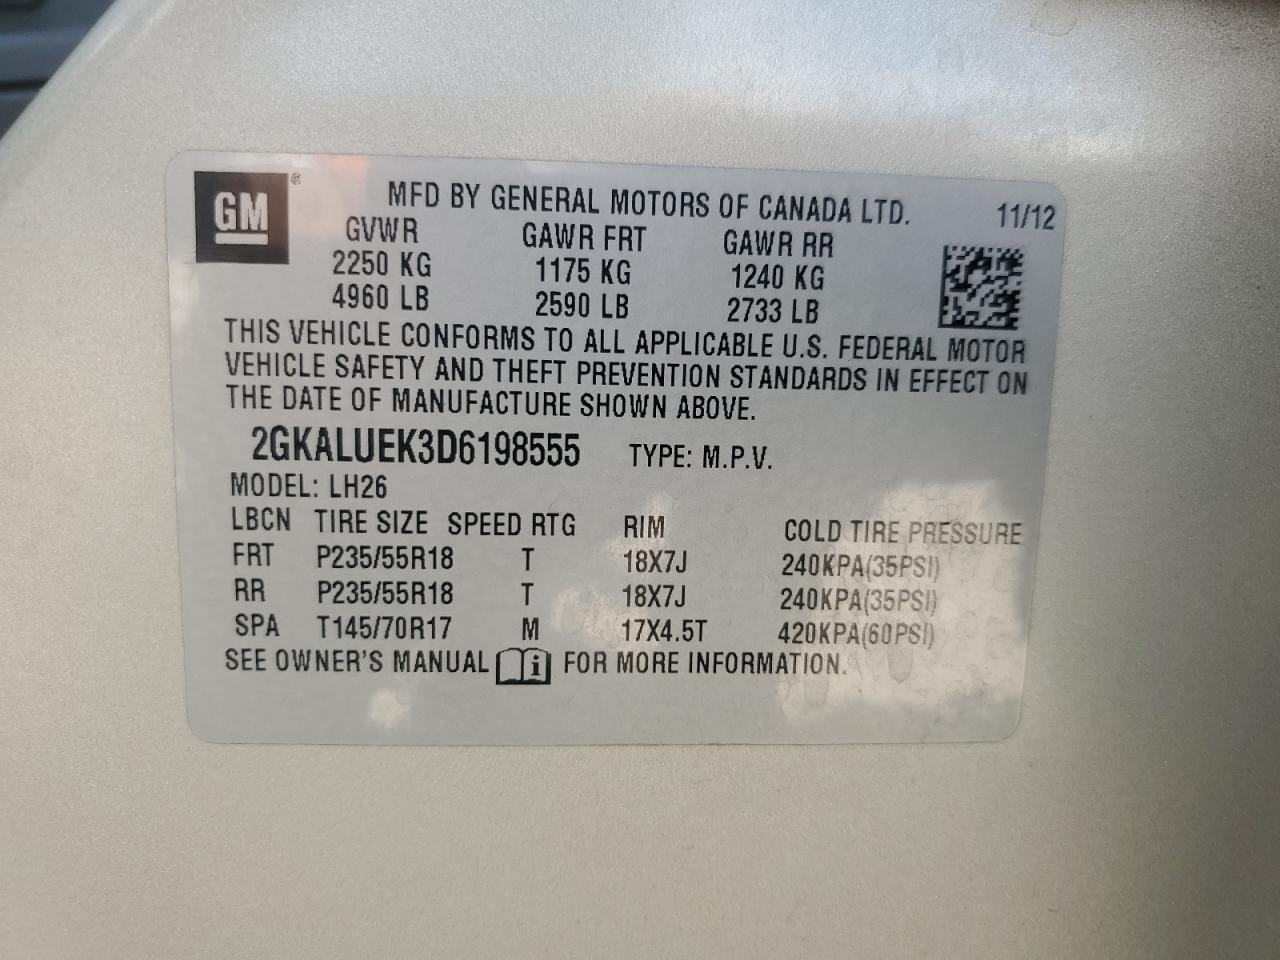 GM ®
MFD BY GENERAL MOTORS OF CANADA LTD. 11/12
GVWR GAWR FRT GAWR RR
2250 KG 1175 KG 1240 KG
4960 LB 2590 LB 2733 LB
THIS VEHICLE CONFORMS TO ALL APPLICABLE U.S. FEDERAL MOTOR
VEHICLE SAFETY AND THEFT PREVENTION STANDARDS IN EFFECT ON
THE DATE OF MANUFACTURE SHOWN ABOVE.
2GKALUEK3D6198555 TYPE: M.P.V.
MODEL: LH26
LBCN TIRE SIZE SPEED RTG RIM COLD TIRE PRESSURE
FRT P235/55R18 T 18X7J 240KPA(35PSI)
RR P235/55R18 T 18X7J 240KPA(35PSI)
SPA T145/70R17 M 17X4.5T 420KPA(60PSI)
SEE OWNER'S MANUAL i FOR MORE INFORMATION.